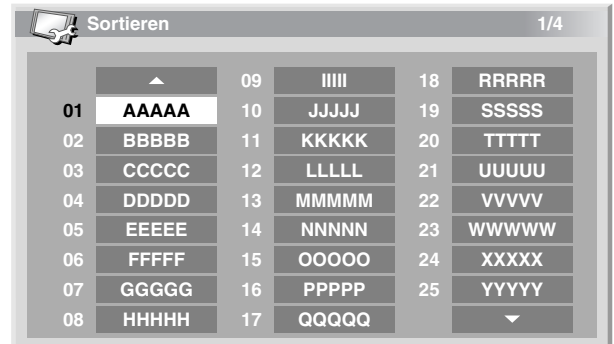 Sortieren 1/4
01 AAAAA
02 BBBBB
03 CCCCC
04 DDDDD
05 EEEEE
06 FFFFF
07 GGGGG
08 HHHHH
09 IIIII
10 JJJJJ
11 KKKKK
12 LLLLL
13 MMMMM
14 NNNNN
15 OOOOO
16 PPPPP
17 QQQQQ
18 RRRRR
19 SSSSS
20 TTTTT
21 UUUUU
22 VVVVV
23 WWWWW
24 XXXXX
25 YYYYY